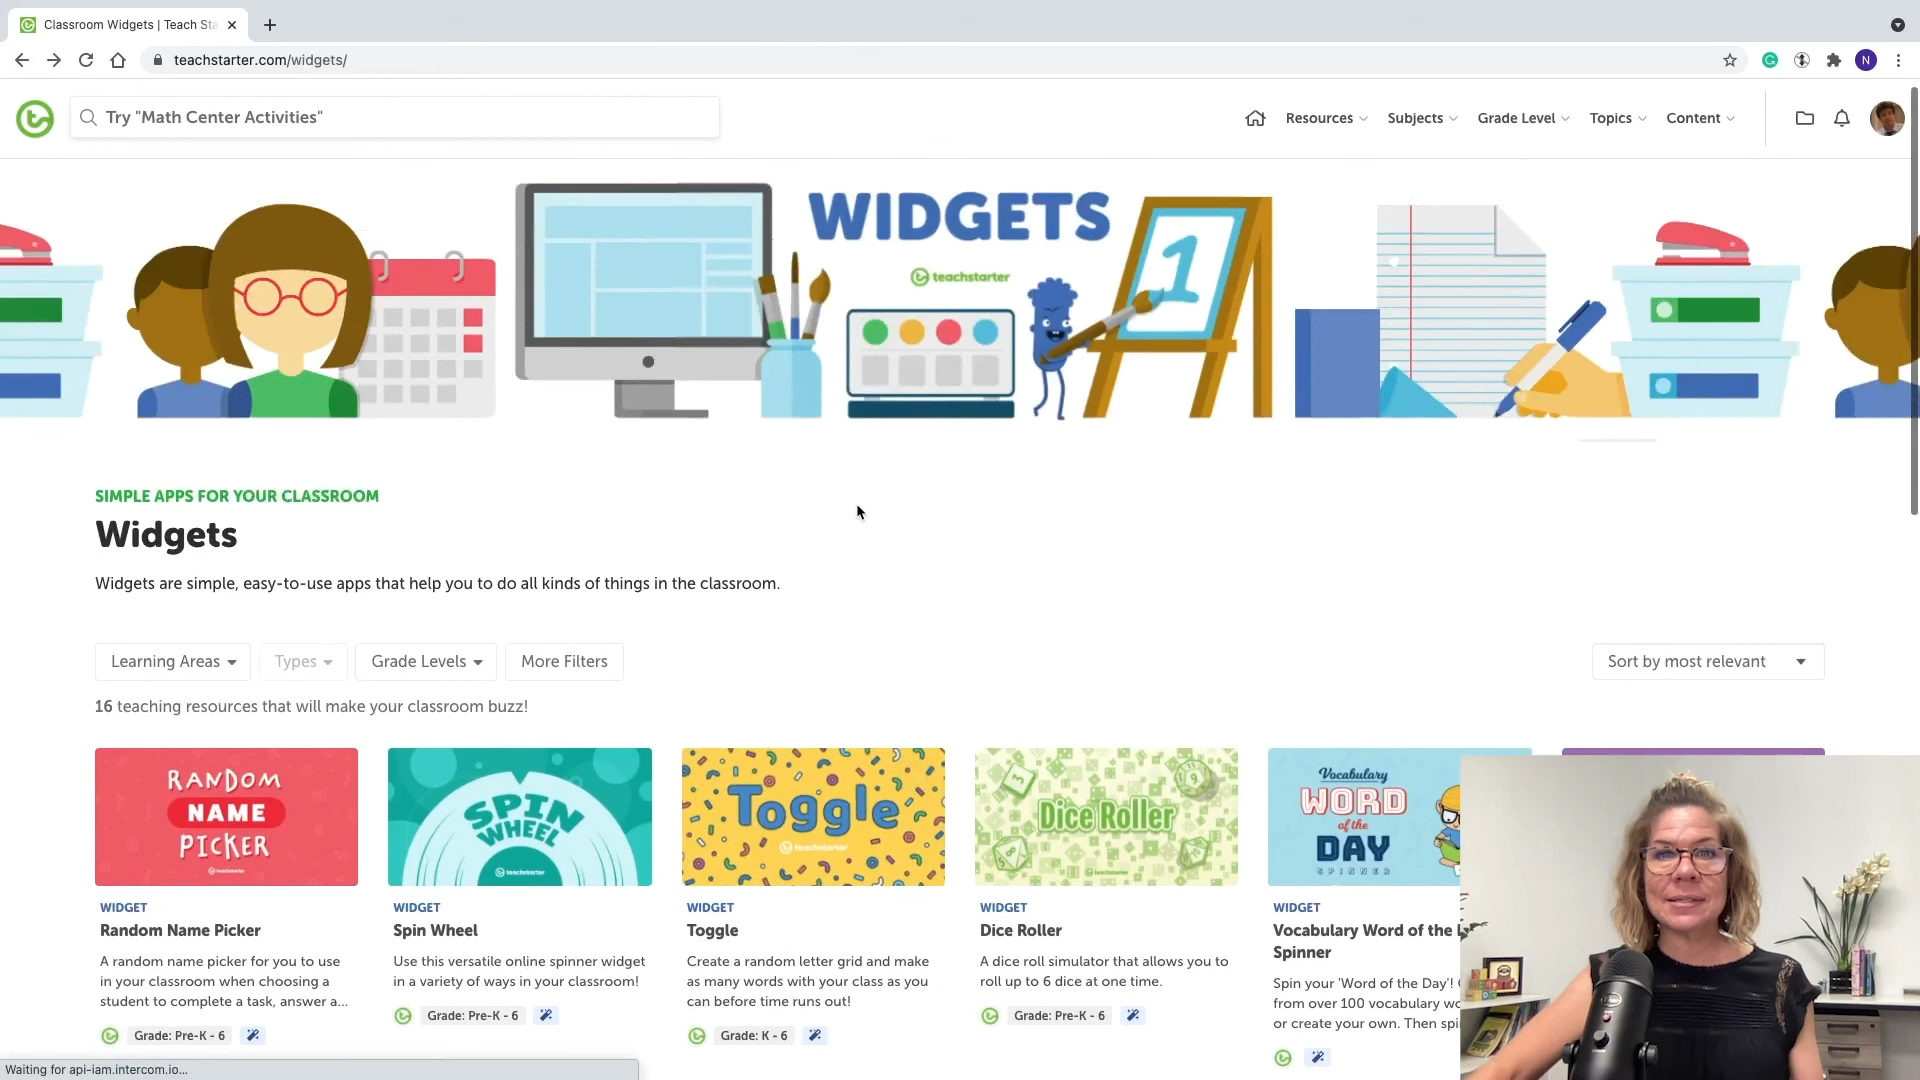 Classroom Widgets | Teach Sta
teachstarter.com/widgets/
N
Try "Math Center Activities"
Resources
Subjects
Grade Level
Topics
Content
WIDGETS
teachstarter
1
SIMPLE APPS FOR YOUR CLASSROOM
Widgets
Widgets are simple, easy-to-use apps that help you to do all kinds of things in the classroom.
Learning Areas
Types
Grade Levels
More Filters
Sort by most relevant
16 teaching resources that will make your classroom buzz!
RANDOM
NAME
PICKER
teachstarter
SPIN
WHEEL
teachstarter
Toggle
teachstarter
Dice Roller
teachstarter
Vocabulary
WORD
of the
DAY
SPINNER
WIDGET
Random Name Picker
A random name picker for you to use
in your classroom when choosing a
student to complete a task, answer a...
Grade: Pre-K - 6
WIDGET
Spin Wheel
Use this versatile online spinner widget
in a variety of ways in your classroom!
Grade: Pre-K - 6
WIDGET
Toggle
Create a random letter grid and make
as many words with your class as you
can before time runs out!
Grade: K - 6
WIDGET
Dice Roller
A dice roll simulator that allows you to
roll up to 6 dice at one time.
Grade: Pre-K - 6
WIDGET
Vocabulary Word of the
Spinner
Spin your 'Word of the Day'!
from over 100 vocabulary wo
or create your own. Then spi
Waiting for api-iam.intercom.io...